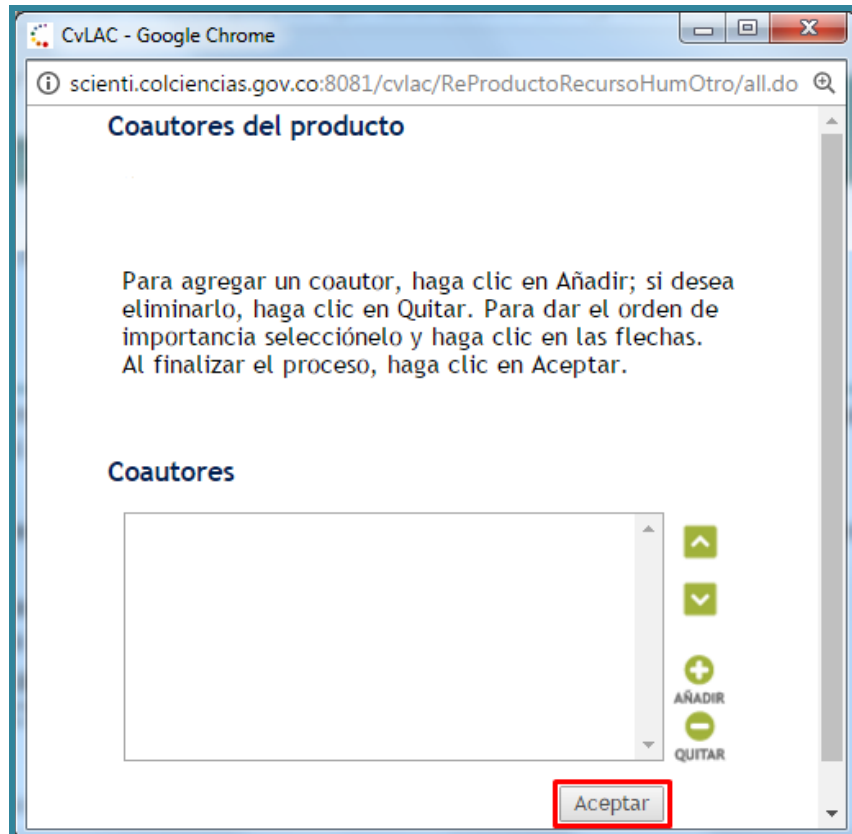 CvLAC - Google Chrome
scienti.colciencias.gov.co:8081/cvlac/ReProductoRecursoHumOtro/all.do
Coautores del producto
Para agregar un coautor, haga clic en Añadir; si desea
eliminarlo, haga clic en Quitar. Para dar el orden de
importancia selecciónelo y haga clic en las flechas.
Al finalizar el proceso, haga clic en Aceptar.
Coautores
AÑADIR
QUITAR
Aceptar